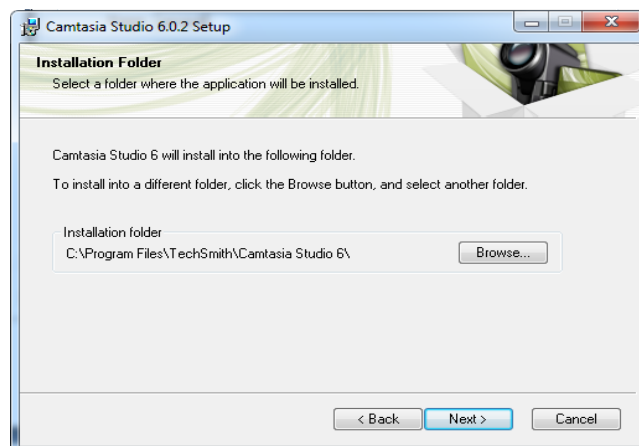 Camtasia Studio 6.0.2 Setup
Installation Folder
Select a folder where the application will be installed.
Camtasia Studio 6 will install into the following folder.
To install into a different folder, click the Browse button, and select another folder.
Installation folder
C:\Program Files\TechSmith\Camtasia Studio 6\
Browse...
< Back
Next >
Cancel